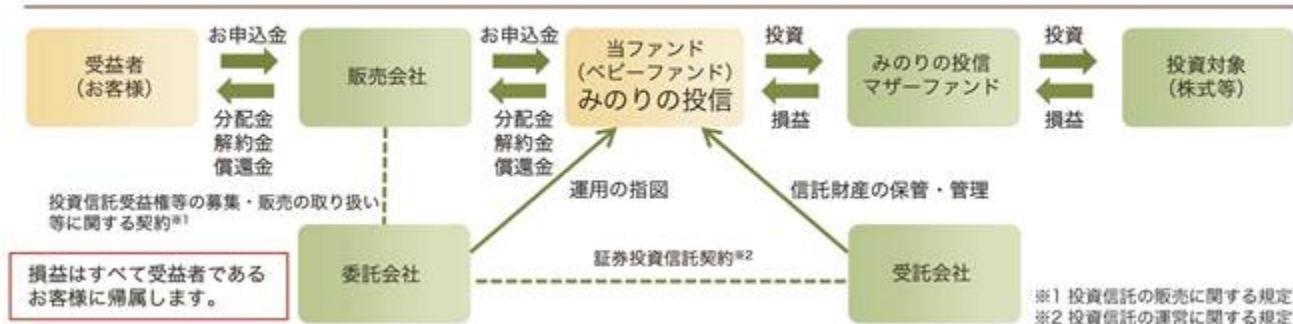 お申込金
お申込金
投資
投資
受益者
(お客様)
販売会社
当ファンド
(ベビーファンド)
みのりの投信
みのりの投信
マザーファンド
投資対象
(株式等)
分配金
解約金
償還金
分配金
解約金
償還金
損益
損益
投資信託受益権等の募集・販売の取り扱い
等に関する契約※1
運用の指図
信託財産の保管・管理
損益はすべて受益者である
お客様に帰属します。
委託会社
証券投資信託契約※2
受託会社
※1 投資信託の販売に関する規定
※2 投資信託の運営に関する規定